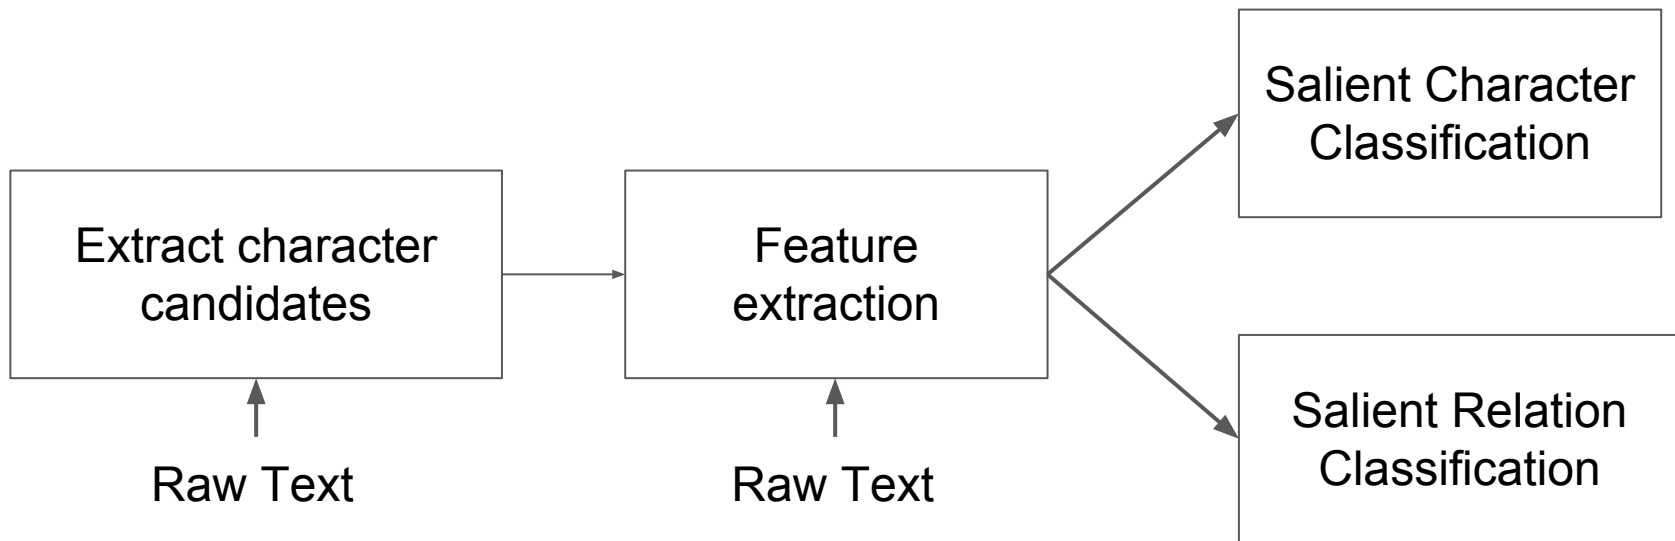 Extract character
candidates
Raw Text
Feature
extraction
Raw Text
Salient Character
Classification
Salient Relation
Classification